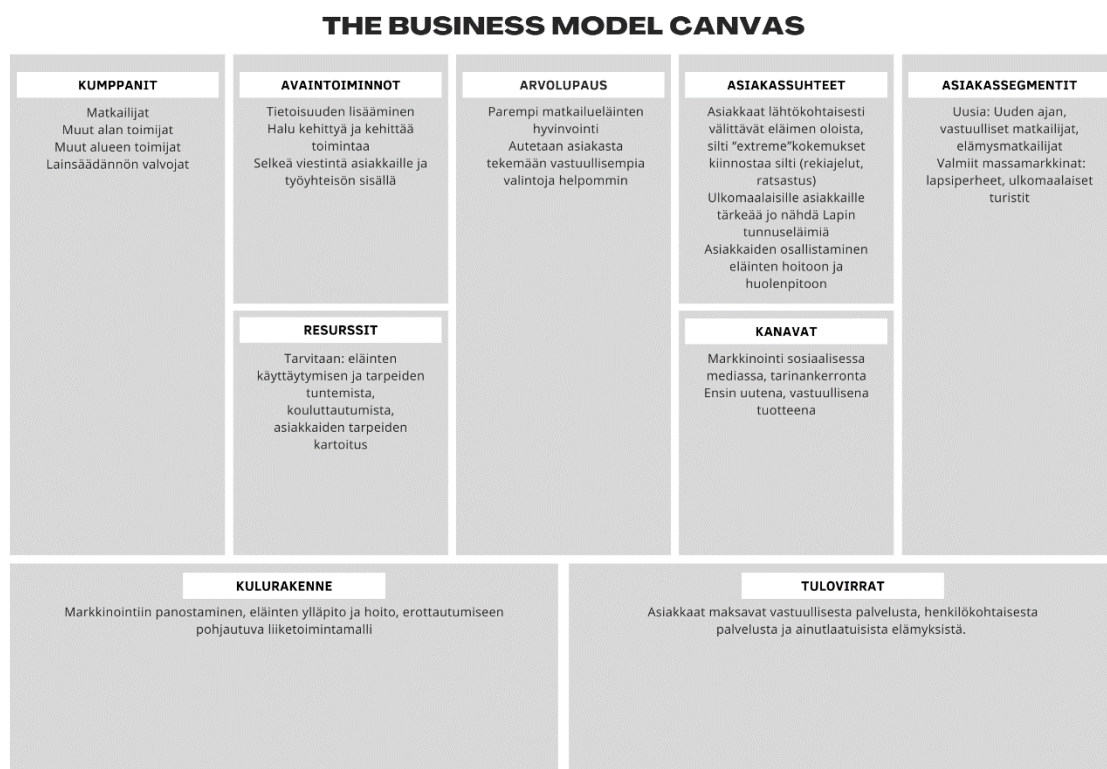 THE BUSINESS MODEL CANVAS
KUMPPANIT
Matkailijat
Muut alan toimijat
Muut alueen toimijat
Lainsäädännön valvojat
AVAINTOIMINNOT
Tietoisuuden lisääminen
Halu kehittyä ja kehittää
toimintaa
Selkeä viestintä asiakkaille ja
työyhteisön sisällä
RESURSSIT
Tarvitaan: eläinten
käyttäytymisen ja tarpeiden
tuntemista,
kouluttautumista,
asiakkaiden tarpeiden
kartoitus
ARVOLUPAUS
Parempi matkailueläinten
hyvinvointi
Autetaan asiakasta
tekemään vastuullisempia
valintoja helpommin
ASIAKASSUHTEET
Asiakkaat lähtökohtaisesti
välittävät eläimen oloista,
silti "extreme"kokemukset
kiinnostaa silti (rekiajelut,
ratsastus)
Ulkomaalaisille asiakkaille
tärkeää jo nähdä Lapin
tunnuseläimiä
Asiakkaiden osallistaminen
eläinten hoitoon ja
huolenpitoon
KANAVAT
Markkinointi sosiaalisessa
mediassa, tarinankerronta
Ensin uutena, vastuullisena
tuotteena
ASIAKASSEGMENTIT
Uusia: Uuden ajan,
vastuulliset matkailijat,
elämysmatkailijat
Valmiit massamarkkinat:
lapsiperheet, ulkomaalaiset
turistit
KULURAKENNE
Markkinointiin panostaminen, eläinten ylläpito ja hoito, erottautumiseen
pohjautuva liiketoimintamalli
TULOVIRRAT
Asiakkaat maksavat vastuullisesta palvelusta, henkilökohtaisesta
palvelusta ja ainutlaatuisista elämyksistä.